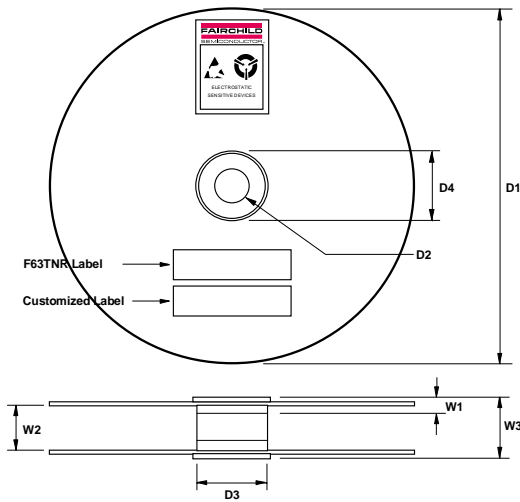 FAIRCHILD
SEMICONDUCTOR
ELECTROSTATIC
SENSITIVE DEVICES
D4
D1
D2
F63TNR Label
Customized Label
W1
W2
W3
D3